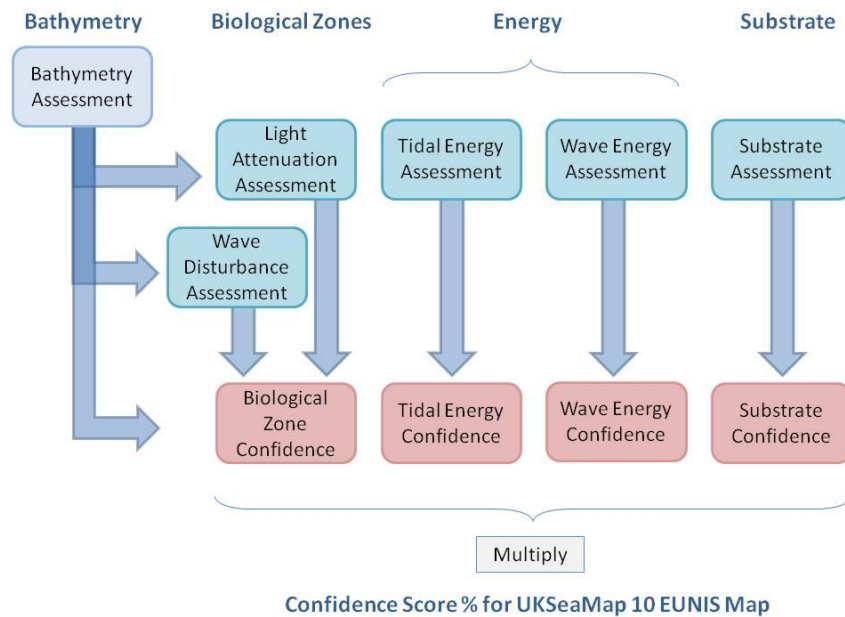 Bathymetry
Biological Zones
Energy
Substrate
Bathymetry
Assessment
Light
Attenuation
Assessment
Tidal Energy
Assessment
Wave Energy
Assessment
Substrate
Assessment
Wave
Disturbance
Assessment
Biological
Zone
Confidence
Tidal Energy
Confidence
Wave Energy
Confidence
Substrate
Confidence
Multiply
Confidence Score % for UKSeaMap 10 EUNIS Map